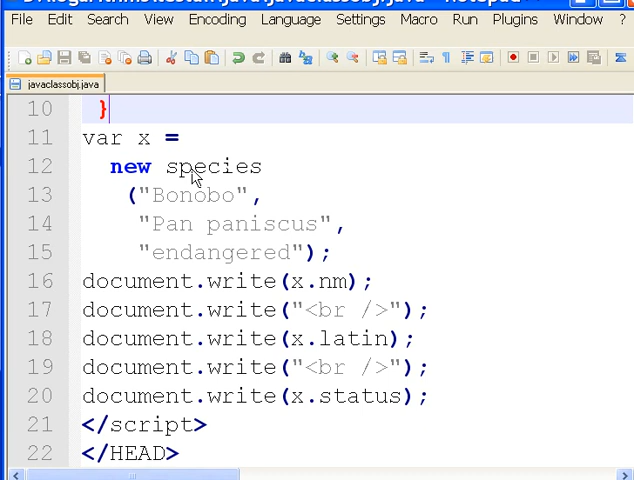 File Edit Search View Encoding Language Settings Macro Run Plugins Window ?
javaclassobj.java
10 }
11 var x =
12 new species
13 ("Bonobo",
14 "Pan paniscus",
15 "endangered");
16 document.write(x.nm);
17 document.write("<br />");
18 document.write(x.latin);
19 document.write("<br />");
20 document.write(x.status);
21 </script>
22 </HEAD>